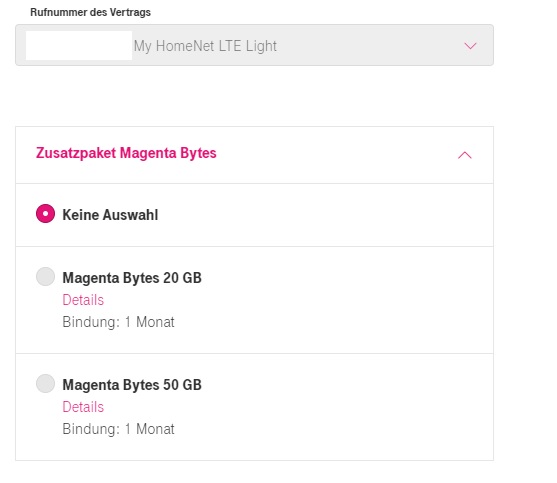 Rufnummer des Vertrags
My HomeNet LTE Light
Zusatzpaket Magenta Bytes
Keine Auswahl
Magenta Bytes 20 GB
Details
Bindung: 1 Monat
Magenta Bytes 50 GB
Details
Bindung: 1 Monat